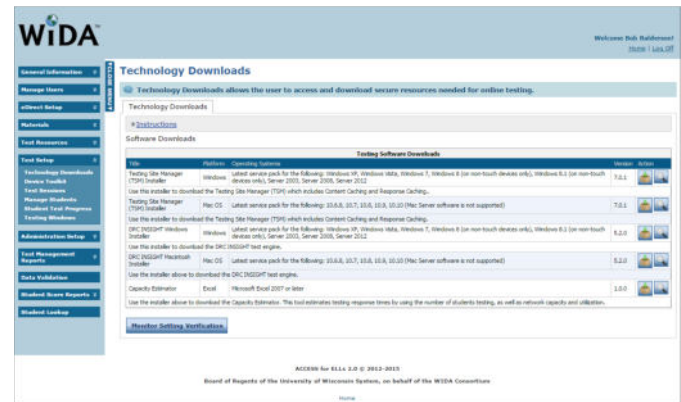 WIDA
Welcome Bob Balderson!
Home | Log Off
General Information
Manage Users
eDirect Setup
Materials
Test Resources
Test Setup
Technology Downloads
Device Toolkit
Test Sessions
Manage Students
Student Test Progress
Testing Windows
Administration Setup
Test Management
Reports
Data Validation
Student Score Reports
Student Lookup
CLOSE MENU
Technology Downloads
Technology Downloads allows the user to access and download secure resources needed for online testing.
Technology Downloads
Instructions
Software Downloads
Testing Software Downloads
Title Platform Operating Systems Version Action
Testing Site Manager
(TSM) Installer
Windows
Latest service pack for the following: Windows XP, Windows Vista, Windows 7, Windows 8 (on non-touch devices only), Windows 8.1 (on non-touch
devices only), Server 2003, Server 2008, Server 2012
Use this installer to download the Testing Site Manager (TSM) which includes Content Caching and Response Caching.
Testing Site Manager
(TSM) Installer
Mac OS
Latest service pack for the following: 10.6.8, 10.7, 10.8, 10.9, 10.10 (Mac Server software is not supported)
Use this installer to download the Testing Site Manager (TSM) which includes Content Caching and Response Caching.
DRC INSIGHT Windows
Installer
Windows
Latest service pack for the following: Windows XP, Windows Vista, Windows 7, Windows 8 (on non-touch devices only), Windows 8.1 (on non-touch
devices only), Server 2003, Server 2008, Server 2012
5.2.0
Use this installer to download the DRC INSIGHT test engine.
DRC INSIGHT Macintosh
Installer
Mac OS
Latest service pack for the following: 10.6.8, 10.7, 10.8, 10.9, 10.10 (Mac Server software is not supported)
5.2.0
Use the installer above to download the DRC INSIGHT test engine.
Capacity Estimator Excel Microsoft Excel 2007 or later 1.0.0
Use the installer above to download the Capacity Estimator. This tool estimates testing response times by using the number of students testing, as well as network capacity and utilization.
Monitor Setting Verification
ACCESS for ELLs 2.0 © 2012-2015
Board of Regents of the University of Wisconsin System, on behalf of the WIDA Consortium
Home